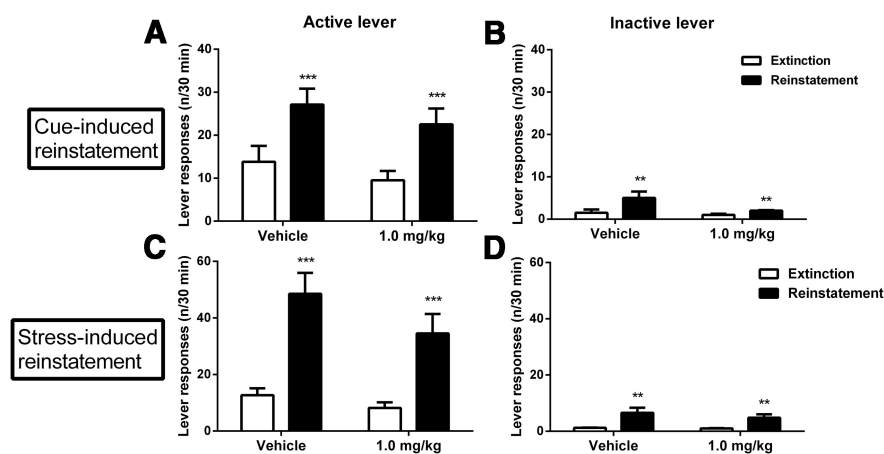 A
Active lever
Lever responses (n/30 min)
40
30
20
10
0
***
***
Vehicle
1.0 mg/kg
B
Inactive lever
Lever responses (n/30 min)
40
30
20
10
0
Extinction
Reinstatement
**
**
Vehicle
1.0 mg/kg
Cue-induced
reinstatement
C
Lever responses (n/30 min)
60
40
20
0
***
***
Vehicle
1.0 mg/kg
D
Lever responses (n/30 min)
60
40
20
0
Extinction
Reinstatement
**
**
Vehicle
1.0 mg/kg
Stress-induced
reinstatement